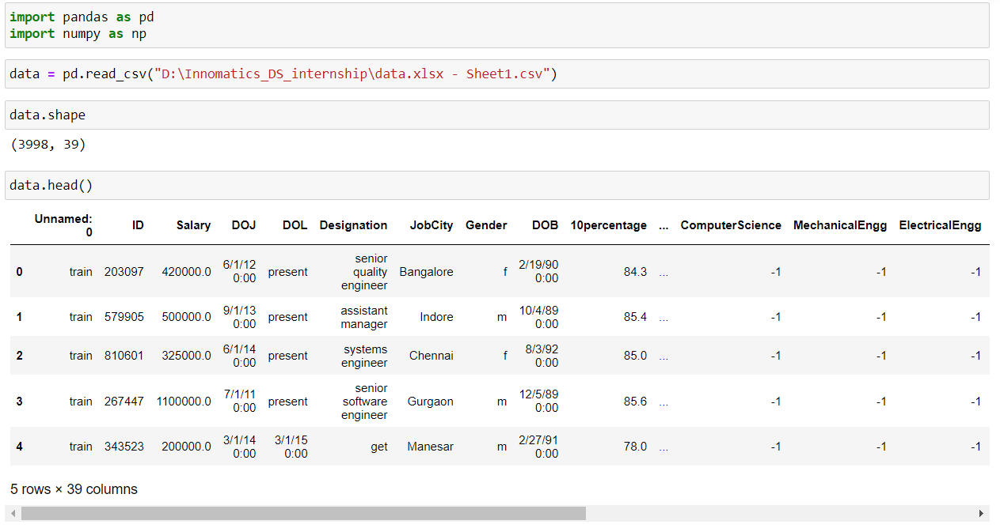 import pandas as pd
import numpy as np
data = pd.read_csv("D:\Innomatics_DS_internship\data.xlsx - Sheet1.csv")
data.shape
(3998, 39)
data.head()
Unnamed: 0 ID Salary DOJ DOL Designation JobCity Gender DOB 10percentage ... ComputerScience MechanicalEngg ElectricalEngg
0 train 203097 420000.0 6/1/12 0:00 present senior quality engineer Bangalore f 2/19/90 0:00 84.3 ... -1 -1 -1
1 train 579905 500000.0 9/1/13 0:00 present assistant manager Indore m 10/4/89 0:00 85.4 ... -1 -1 -1
2 train 810601 325000.0 6/1/14 0:00 present systems engineer Chennai f 8/3/92 0:00 85.0 ... -1 -1 -1
3 train 267447 1100000.0 7/1/11 0:00 present senior software engineer Gurgaon m 12/5/89 0:00 85.6 ... -1 -1 -1
4 train 343523 200000.0 3/1/14 0:00 3/1/15 0:00 get Manesar m 2/27/91 0:00 78.0 ... -1 -1 -1
5 rows × 39 columns